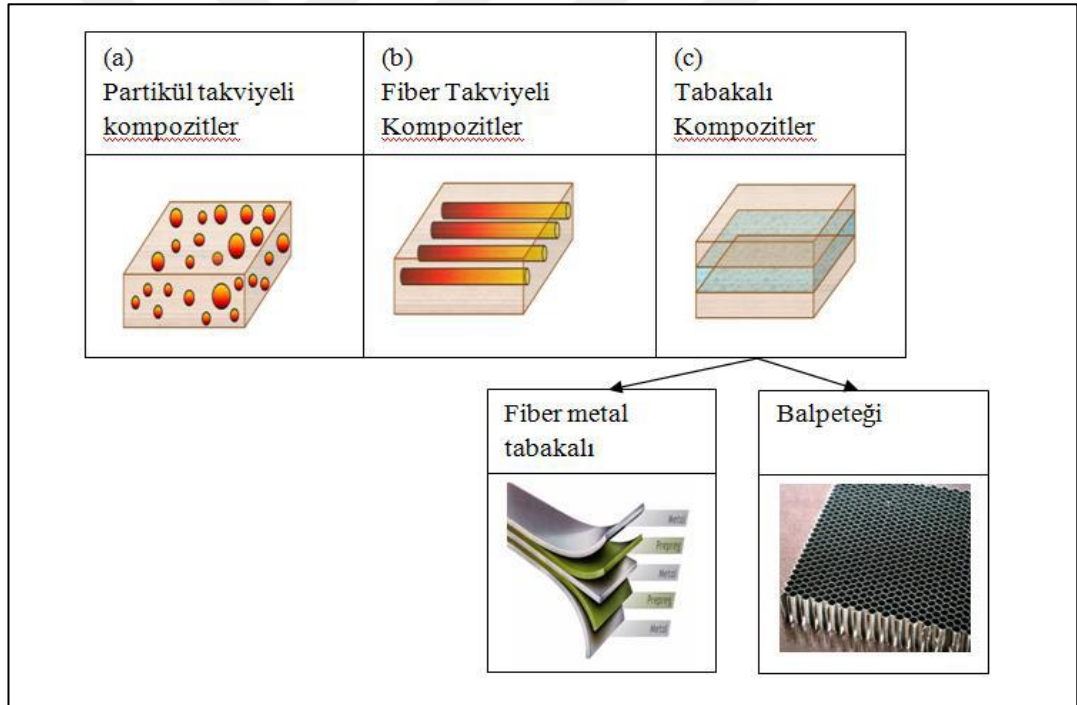 (a)
Partikül takviyeli
kompozitler
(b)
Fiber Takviyeli
Kompozitler
(c)
Tabakalı
Kompozitler
Fiber metal
tabakalı
Balpeteği
Metal
Prepreg
Metal
Prepreg
Metal